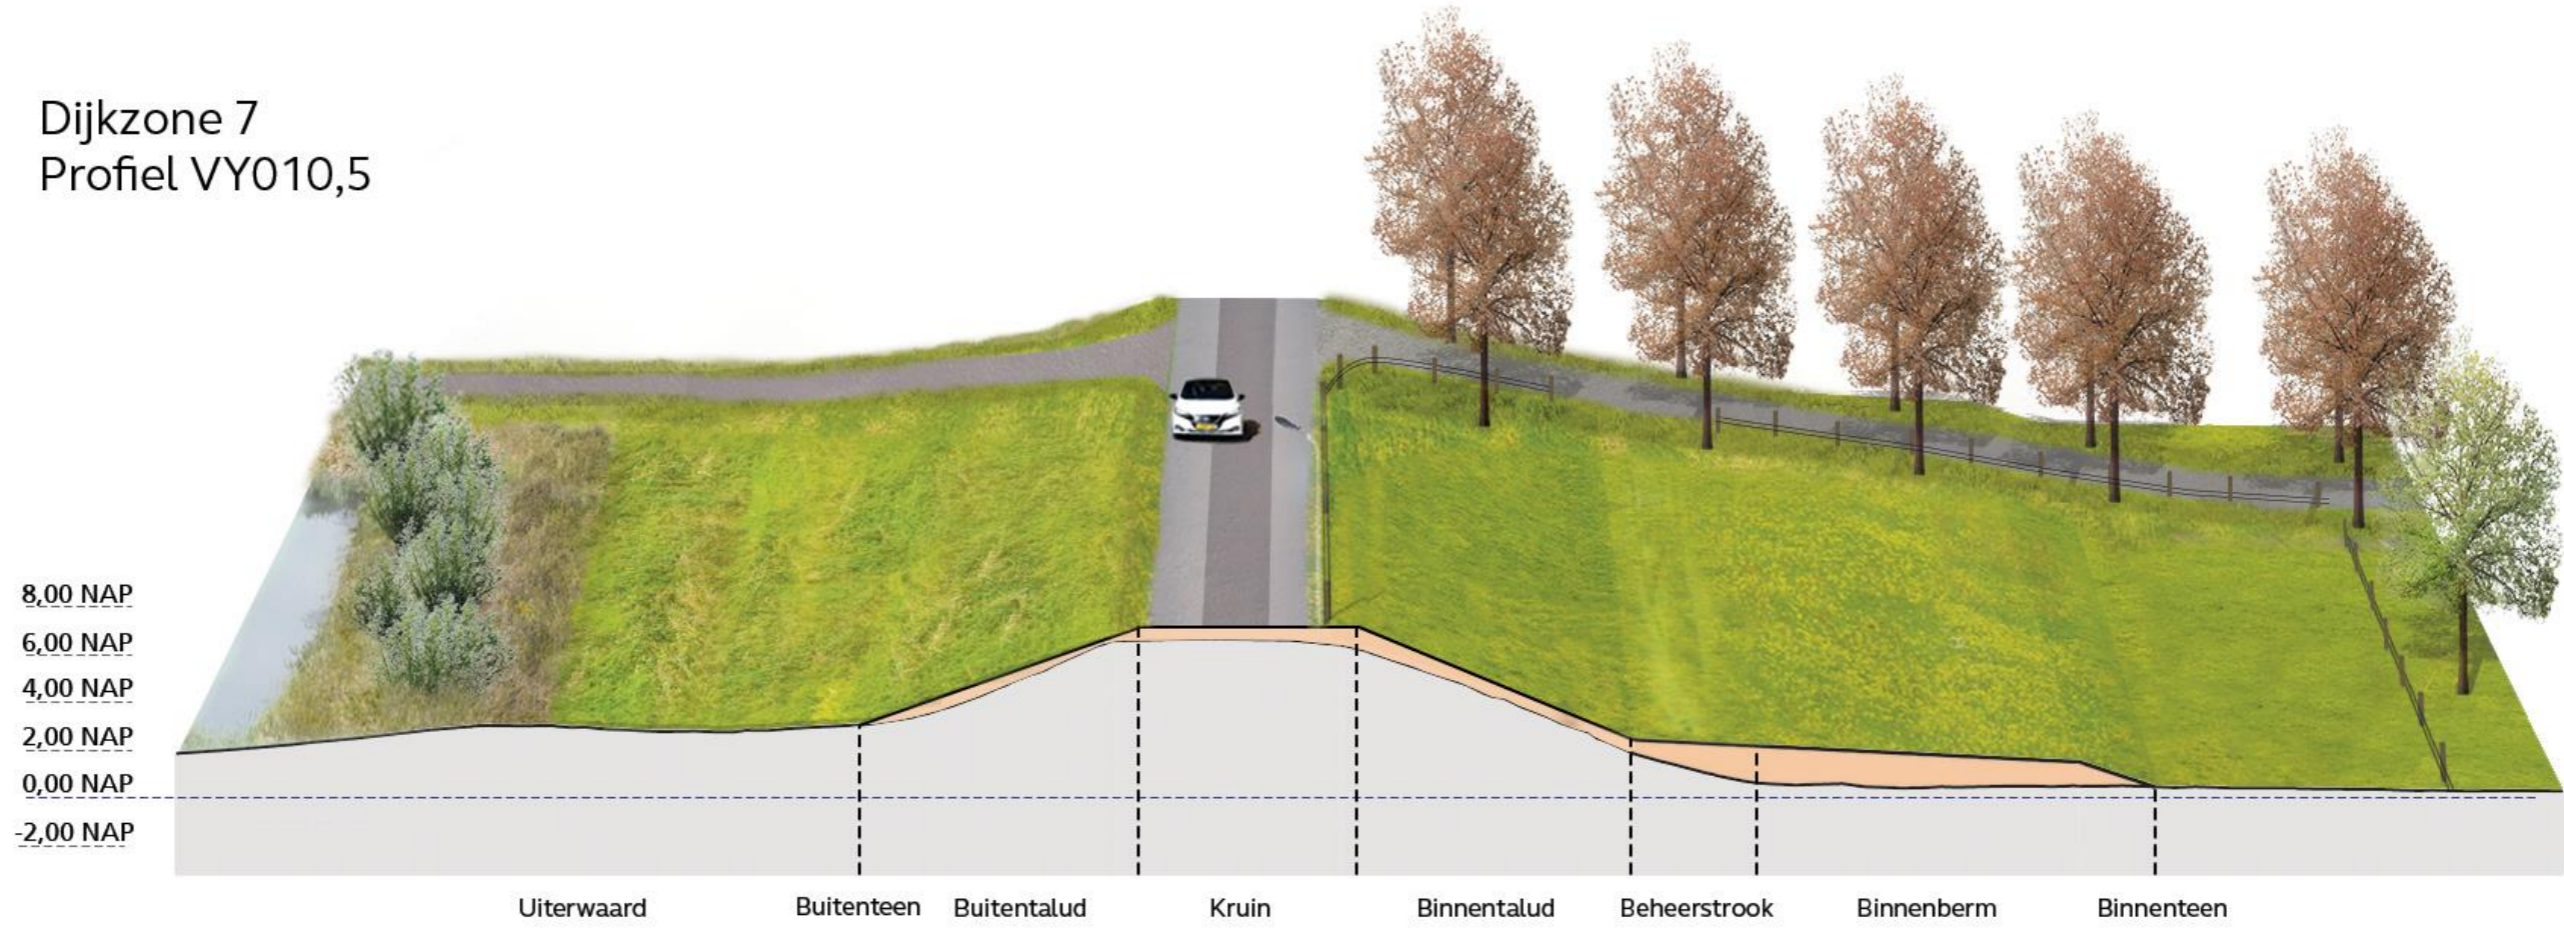 Dijkzone 7
Profiel VY010,5
8,00 NAP
6,00 NAP
4,00 NAP
2,00 NAP
0,00 NAP
-2,00 NAP
Uiterwaard Buitenteen Buitentalud Kruin Binnentalud Beheerstrook Binnenberm Binnenteen